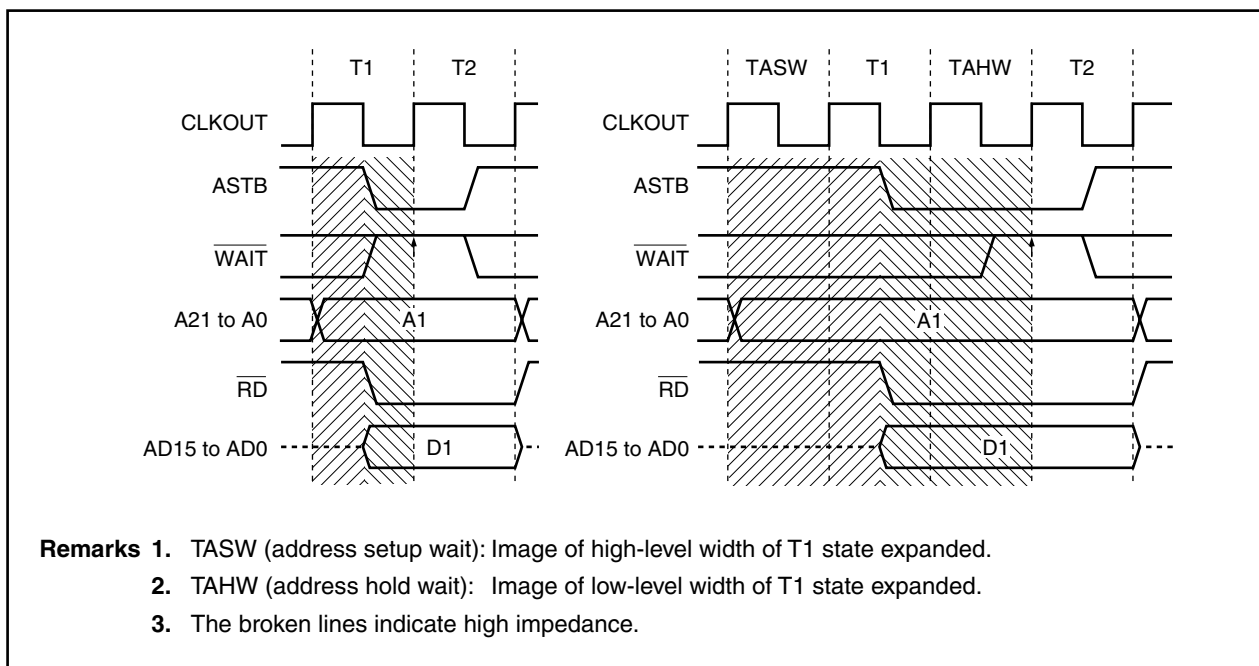 T1 T2 TASW T1 TAHW T2
CLKOUT CLKOUT
ASTB ASTB
WAIT WAIT
A21 to A0 A1 A21 to A0 A1
RD RD
AD15 to AD0 D1 AD15 to AD0 D1
Remarks 1. TASW (address setup wait): Image of high-level width of T1 state expanded.
2. TAHW (address hold wait): Image of low-level width of T1 state expanded.
3. The broken lines indicate high impedance.